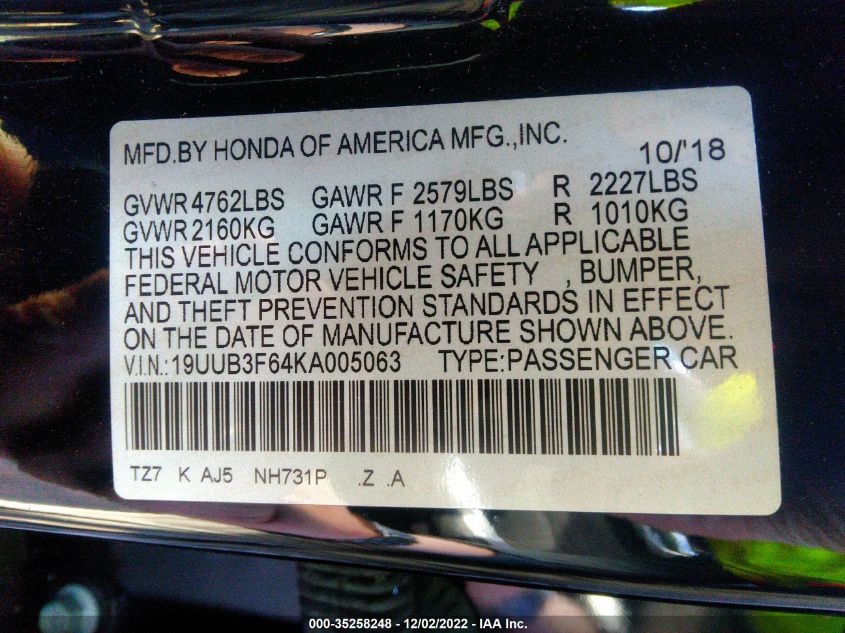 MFD.BY HONDA OF AMERICA MFG.,INC. 10/'18
GVWR 4762LBS GAWR F 2579LBS R 2227LBS
GVWR 2160KG GAWR F 1170KG R 1010KG
THIS VEHICLE CONFORMS TO ALL APPLICABLE
FEDERAL MOTOR VEHICLE SAFETY , BUMPER,
AND THEFT PREVENTION STANDARDS IN EFFECT
ON THE DATE OF MANUFACTURE SHOWN ABOVE.
V.I.N.:19UUB3F64KA005063 TYPE:PASSENGER CAR
TZ7 K AJ5 NH731P .Z .A
000-35258248 - 12/02/2022 - IAA Inc.